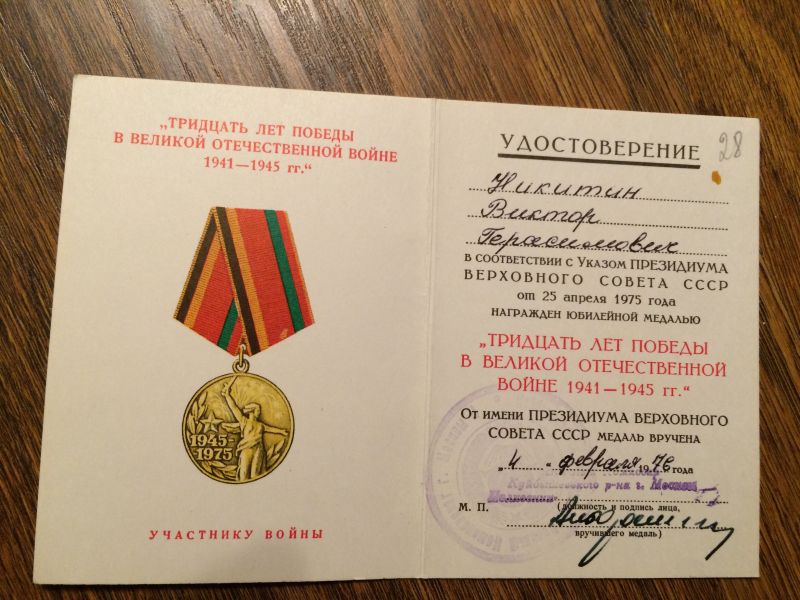 „ТРИДЦАТЬ ЛЕТ ПОБЕДЫ
В ВЕЛИКОЙ ОТЕЧЕСТВЕННОЙ ВОЙНЕ
1941—1945 гг.“
1945-
1975
УЧАСТНИКУ ВОЙНЫ
28
УДОСТОВЕРЕНИЕ
Никитин
Виктор
Герасимович
В СООТВЕТСТВИИ С УКАЗОМ ПРЕЗИДИУМА
ВЕРХОВНОГО СОВЕТА СССР
от 25 апреля 1975 года
НАГРАЖДЕН ЮБИЛЕЙНОЙ МЕДАЛЬЮ
„ТРИДЦАТЬ ЛЕТ ПОБЕДЫ
В ВЕЛИКОЙ ОТЕЧЕСТВЕННОЙ
ВОЙНЕ 1941—1945 гг.“
ОТ ИМЕНИ ПРЕЗИДИУМА ВЕРХОВНОГО
СОВЕТА СССР МЕДАЛЬ ВРУЧЕНА
„4 „ февраля 1976 года
Куйбышевского р-на г. Москвы
М. П.
(должность и подпись лица,
вручившего медаль)